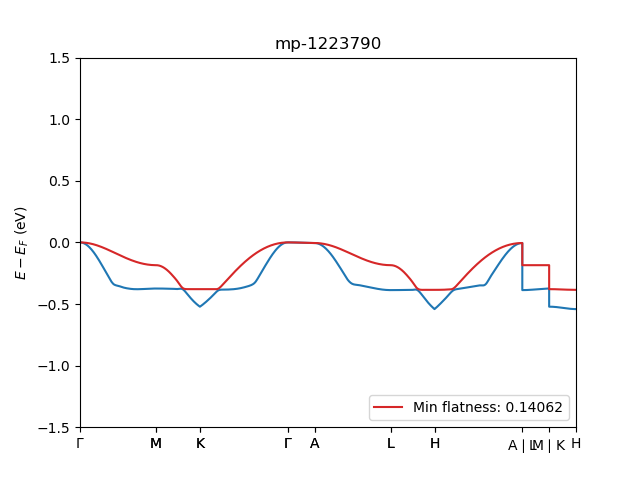 mp-1223790
E − E_F (eV)
1.5
1.0
0.5
0.0
−0.5
−1.0
−1.5
Min flatness: 0.14062
Γ M K Γ A L H A | L M | K H